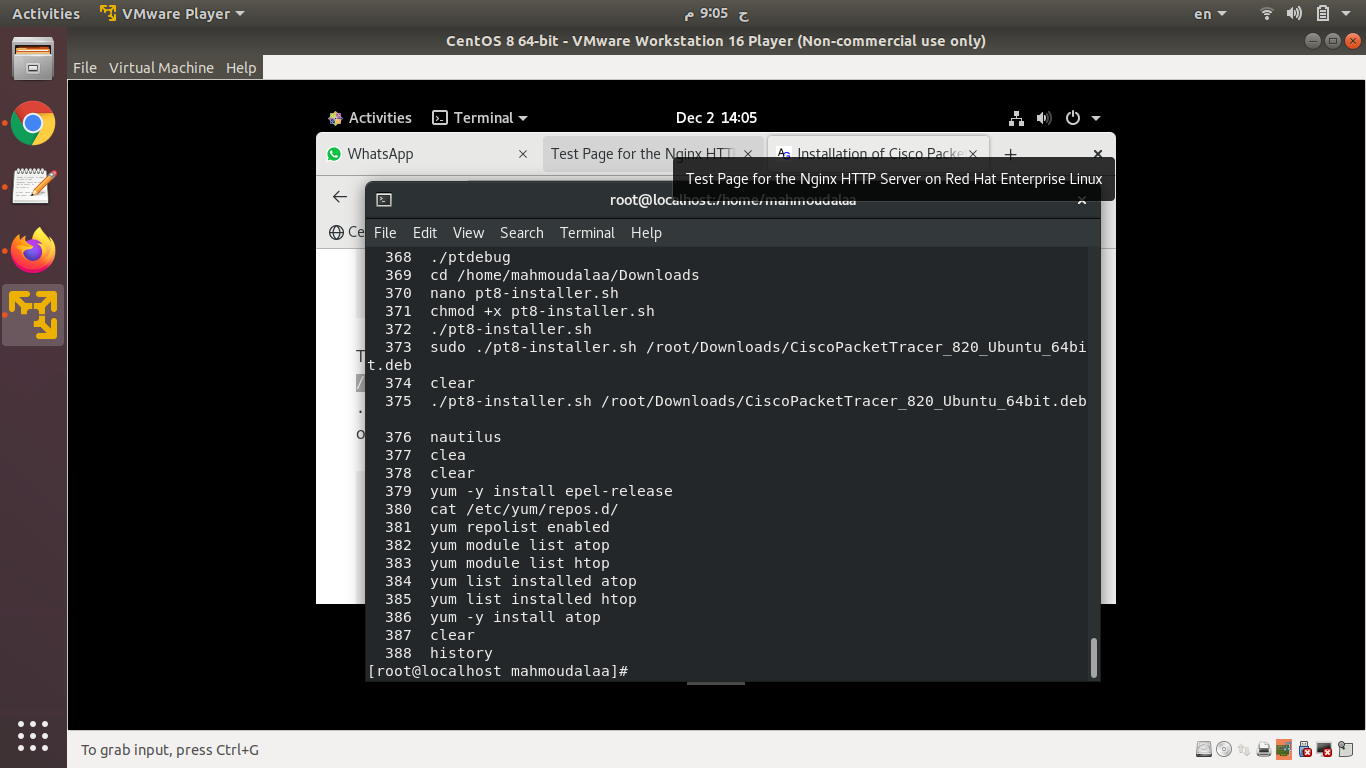 Activities VMware Player ح 9:05 م en
CentOS 8 64-bit - VMware Workstation 16 Player (Non-commercial use only)
File Virtual Machine Help
Activities Terminal Dec 2 14:05
WhatsApp Test Page for the Nginx HTT Installation of Cisco Packe
Test Page for the Nginx HTTP Server on Red Hat Enterprise Linux
root@localhost:/home/mahmoudalaa
Ce
File Edit View Search Terminal Help
368 ./ptdebug
369 cd /home/mahmoudalaa/Downloads
370 nano pt8-installer.sh
371 chmod +x pt8-installer.sh
372 ./pt8-installer.sh
373 sudo ./pt8-installer.sh /root/Downloads/CiscoPacketTracer_820_Ubuntu_64bi
t.deb
374 clear
375 ./pt8-installer.sh /root/Downloads/CiscoPacketTracer_820_Ubuntu_64bit.deb
376 nautilus
377 clea
378 clear
379 yum -y install epel-release
380 cat /etc/yum/repos.d/
381 yum repolist enabled
382 yum module list atop
383 yum module list htop
384 yum list installed atop
385 yum list installed htop
386 yum -y install atop
387 clear
388 history
[root@localhost mahmoudalaa]#
To grab input, press Ctrl+G